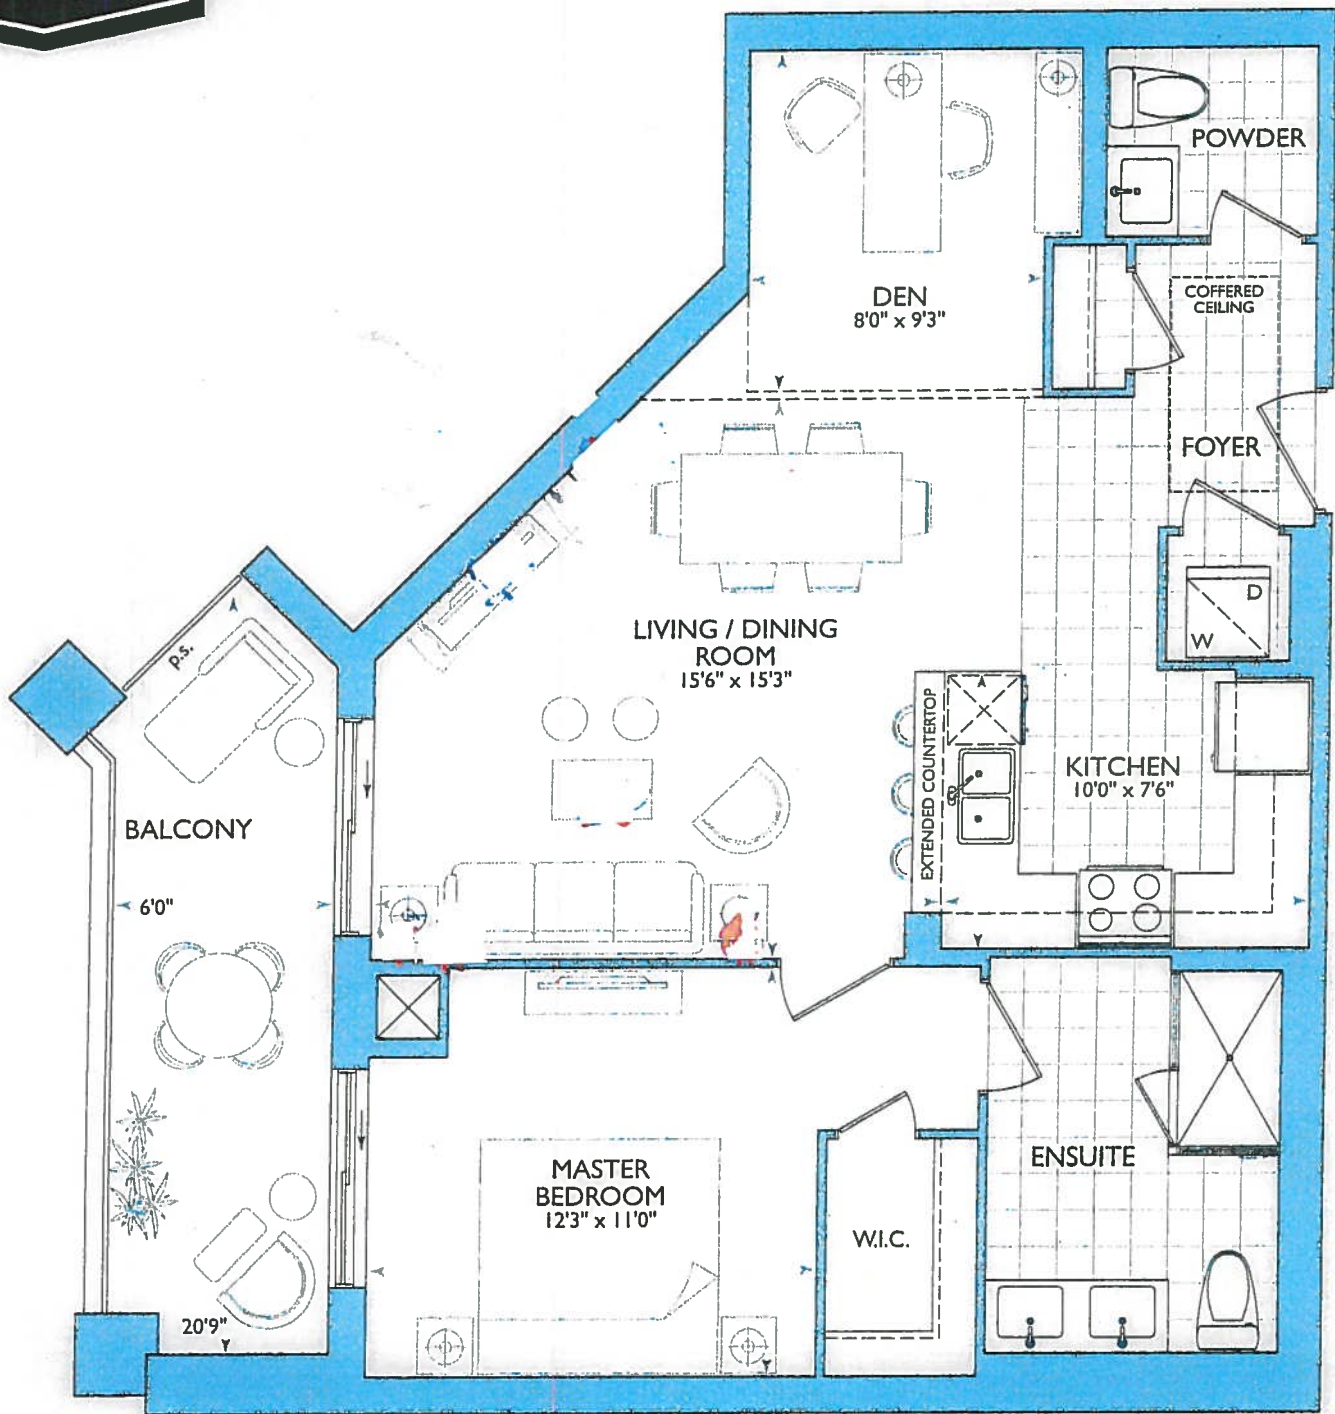 POWDER
COFFERED
CEILING
DEN
8'0" x 9'3"
FOYER
D
W
LIVING / DINING
ROOM
15'6" x 15'3"
p.s.
EXTENDED COUNTERTOP
KITCHEN
10'0" x 7'6"
BALCONY
6'0"
MASTER
BEDROOM
12'3" x 11'0"
ENSUITE
W.I.C.
20'9"